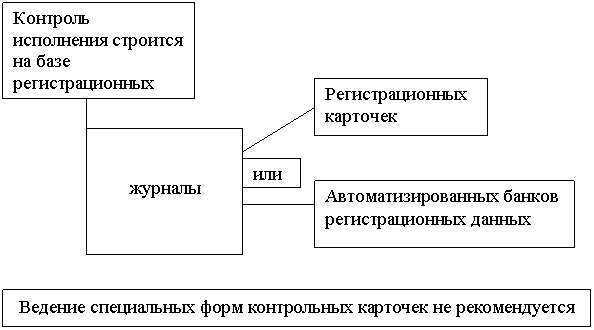 Контроль
исполнения строится
на базе
регистрационных
Регистрационных
карточек
журналы
или
Автоматизированных банков
регистрационных данных
Ведение специальных форм контрольных карточек не рекомендуется